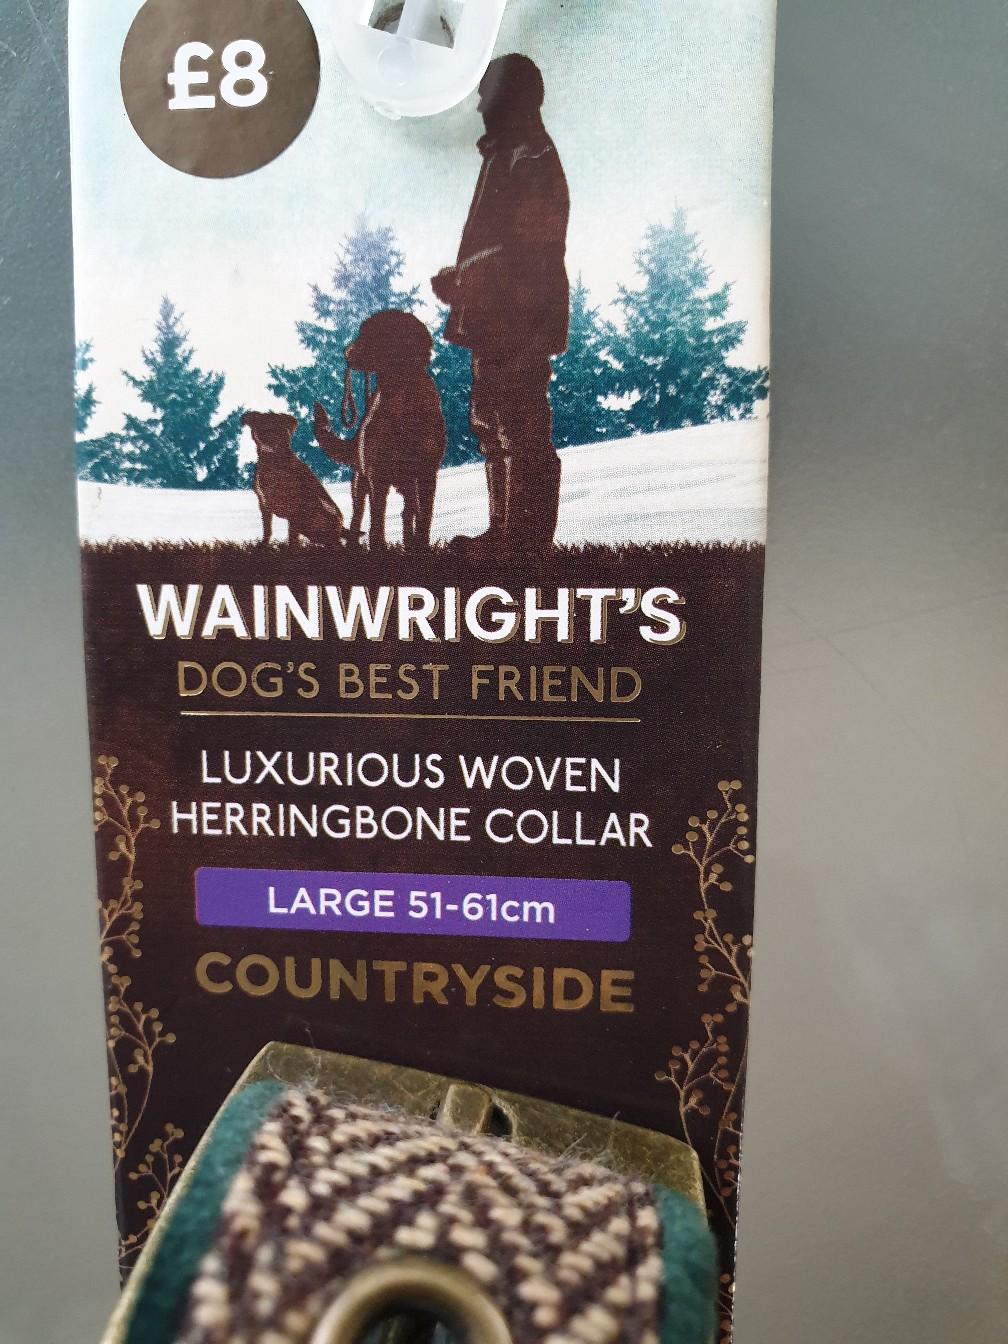 £8
WAINWRIGHT'S
DOG'S BEST FRIEND
LUXURIOUS WOVEN
HERRINGBONE COLLAR
LARGE 51-61cm
COUNTRYSIDE